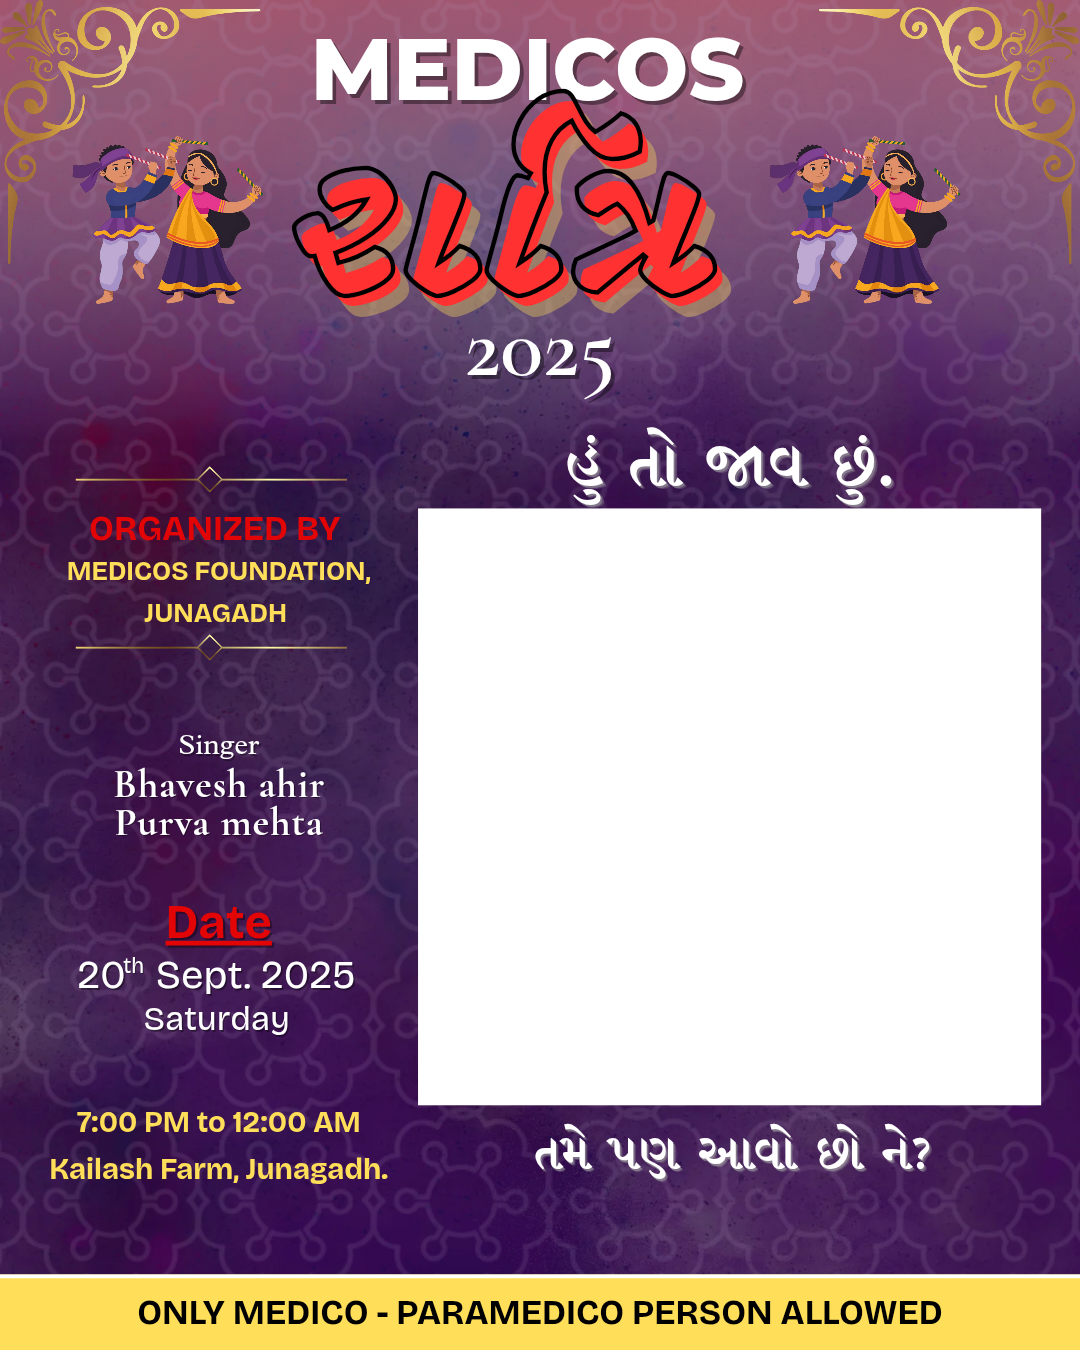 MEDICOS
રાત્રિ
2025
હું તો જાવ છું.
ORGANIZED BY
MEDICOS FOUNDATION,
JUNAGADH
Singer
Bhavesh ahir
Purva mehta
Date
20th Sept. 2025
Saturday
7:00 PM to 12:00 AM
Kailash Farm, Junagadh.
તમે પણ આવો છો ને?
ONLY MEDICO - PARAMEDICO PERSON ALLOWED